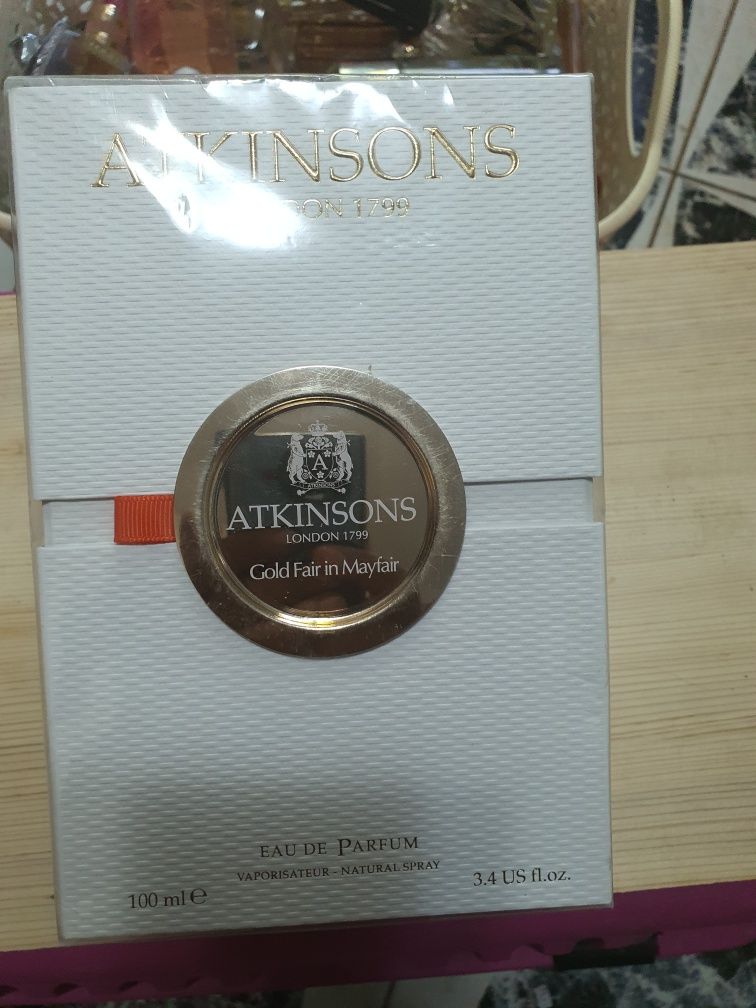 ATKINSONS
LONDON 1799
A
ATKINSONS
ATKINSONS
LONDON 1799
Gold Fair in Mayfair
EAU DE PARFUM
VAPORISATEUR - NATURAL SPRAY
100 ml ℮
3.4 US fl.oz.